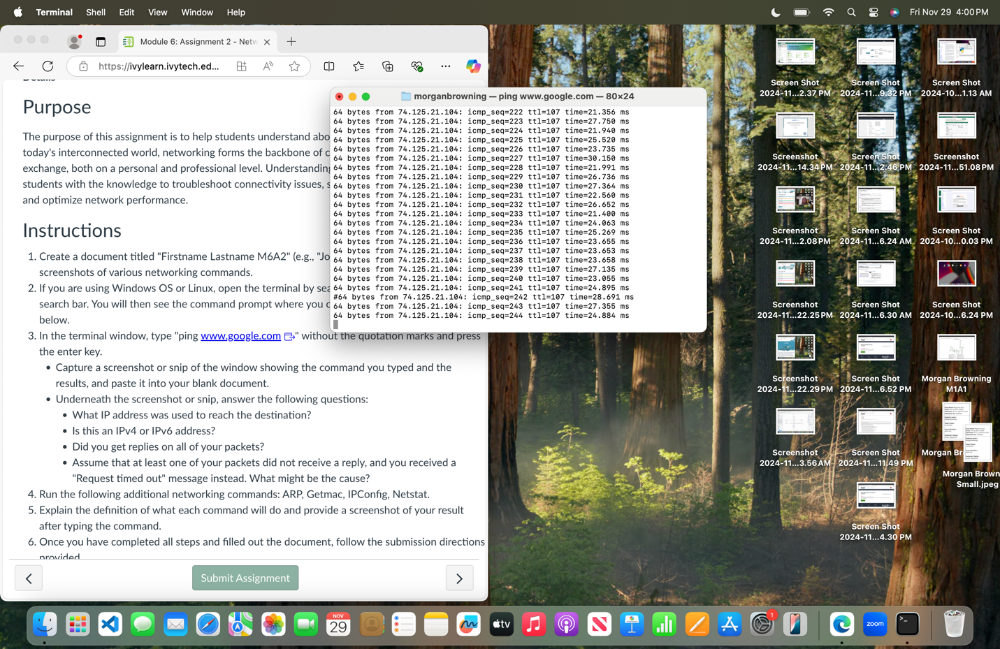 Terminal Shell Edit View Window Help
Fri Nov 29 4:00 PM
Module 6: Assignment 2 - Netw
https://ivylearn.ivytech.ed...
Details
Purpose
The purpose of this assignment is to help students understand abo
today's interconnected world, networking forms the backbone of c
exchange, both on a personal and professional level. Understanding
students with the knowledge to troubleshoot connectivity issues, s
and optimize network performance.
Instructions
1. Create a document titled "Firstname Lastname M6A2" (e.g., "Jo
screenshots of various networking commands.
2. If you are using Windows OS or Linux, open the terminal by sea
search bar. You will then see the command prompt where you c
below.
3. In the terminal window, type "ping www.google.com " without the quotation marks and press
the enter key.
• Capture a screenshot or snip of the window showing the command you typed and the
results, and paste it into your blank document.
• Underneath the screenshot or snip, answer the following questions:
• What IP address was used to reach the destination?
• Is this an IPv4 or IPv6 address?
• Did you get replies on all of your packets?
• Assume that at least one of your packets did not receive a reply, and you received a
"Request timed out" message instead. What might be the cause?
4. Run the following additional networking commands: ARP, Getmac, IPConfig, Netstat.
5. Explain the definition of what each command will do and provide a screenshot of your result
after typing the command.
6. Once you have completed all steps and filled out the document, follow the submission directions
provided
Submit Assignment
morganbrowning — ping www.google.com — 80×24
64 bytes from 74.125.21.104: icmp_seq=222 ttl=107 time=21.356 ms
64 bytes from 74.125.21.104: icmp_seq=223 ttl=107 time=27.750 ms
64 bytes from 74.125.21.104: icmp_seq=224 ttl=107 time=21.940 ms
64 bytes from 74.125.21.104: icmp_seq=225 ttl=107 time=25.520 ms
64 bytes from 74.125.21.104: icmp_seq=226 ttl=107 time=23.735 ms
64 bytes from 74.125.21.104: icmp_seq=227 ttl=107 time=30.150 ms
64 bytes from 74.125.21.104: icmp_seq=228 ttl=107 time=21.991 ms
64 bytes from 74.125.21.104: icmp_seq=229 ttl=107 time=26.736 ms
64 bytes from 74.125.21.104: icmp_seq=230 ttl=107 time=27.364 ms
64 bytes from 74.125.21.104: icmp_seq=231 ttl=107 time=22.560 ms
64 bytes from 74.125.21.104: icmp_seq=232 ttl=107 time=26.652 ms
64 bytes from 74.125.21.104: icmp_seq=233 ttl=107 time=21.400 ms
64 bytes from 74.125.21.104: icmp_seq=234 ttl=107 time=24.063 ms
64 bytes from 74.125.21.104: icmp_seq=235 ttl=107 time=25.269 ms
64 bytes from 74.125.21.104: icmp_seq=236 ttl=107 time=23.655 ms
64 bytes from 74.125.21.104: icmp_seq=237 ttl=107 time=23.653 ms
64 bytes from 74.125.21.104: icmp_seq=238 ttl=107 time=23.658 ms
64 bytes from 74.125.21.104: icmp_seq=239 ttl=107 time=27.135 ms
64 bytes from 74.125.21.104: icmp_seq=240 ttl=107 time=23.055 ms
64 bytes from 74.125.21.104: icmp_seq=241 ttl=107 time=24.895 ms
#64 bytes from 74.125.21.104: icmp_seq=242 ttl=107 time=28.691 ms
64 bytes from 74.125.21.104: icmp_seq=243 ttl=107 time=27.355 ms
64 bytes from 74.125.21.104: icmp_seq=244 ttl=107 time=24.884 ms
Screen Shot
2024-11...2.37 PM
Screen Shot
2024-11...9.32 PM
Screen Shot
2024-10...1.13 AM
Screenshot
2024-11...14.34 PM
Screen Shot
2024-11...2.46 PM
Screenshot
2024-10...51.08 PM
Screenshot
2024-11...2.08 PM
Screen Shot
2024-11...6.24 AM
Screen Shot
2024-10...0.03 PM
Screenshot
2024-11...22.25 PM
Screen Shot
2024-11...6.30 AM
Screen Shot
2024-10...6.24 PM
Screenshot
2024-11...22.29 PM
Screen Shot
2024-11...6.52 PM
Morgan Browning
M1A1
Screenshot
2024-11...3.56 AM
Screen Shot
2024-11...11.49 PM
Morgan Br
Morgan Brown
Small.jpeg
Screen Shot
2024-11...4.30 PM
NOV
29
tv
1
zoom